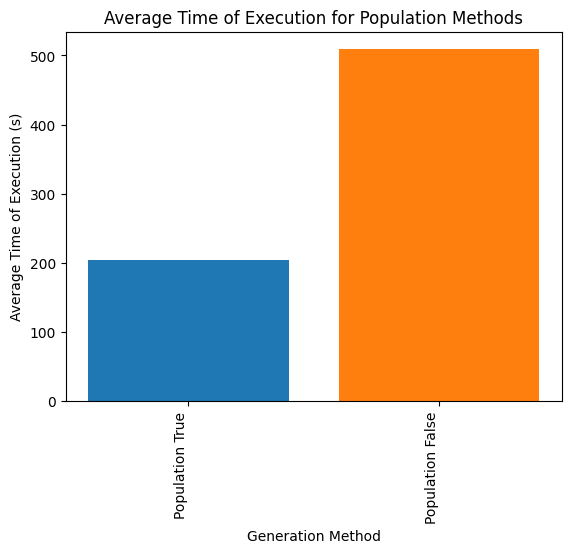 Average Time of Execution for Population Methods
Average Time of Execution (s)
500
400
300
200
100
0
Population True
Population False
Generation Method